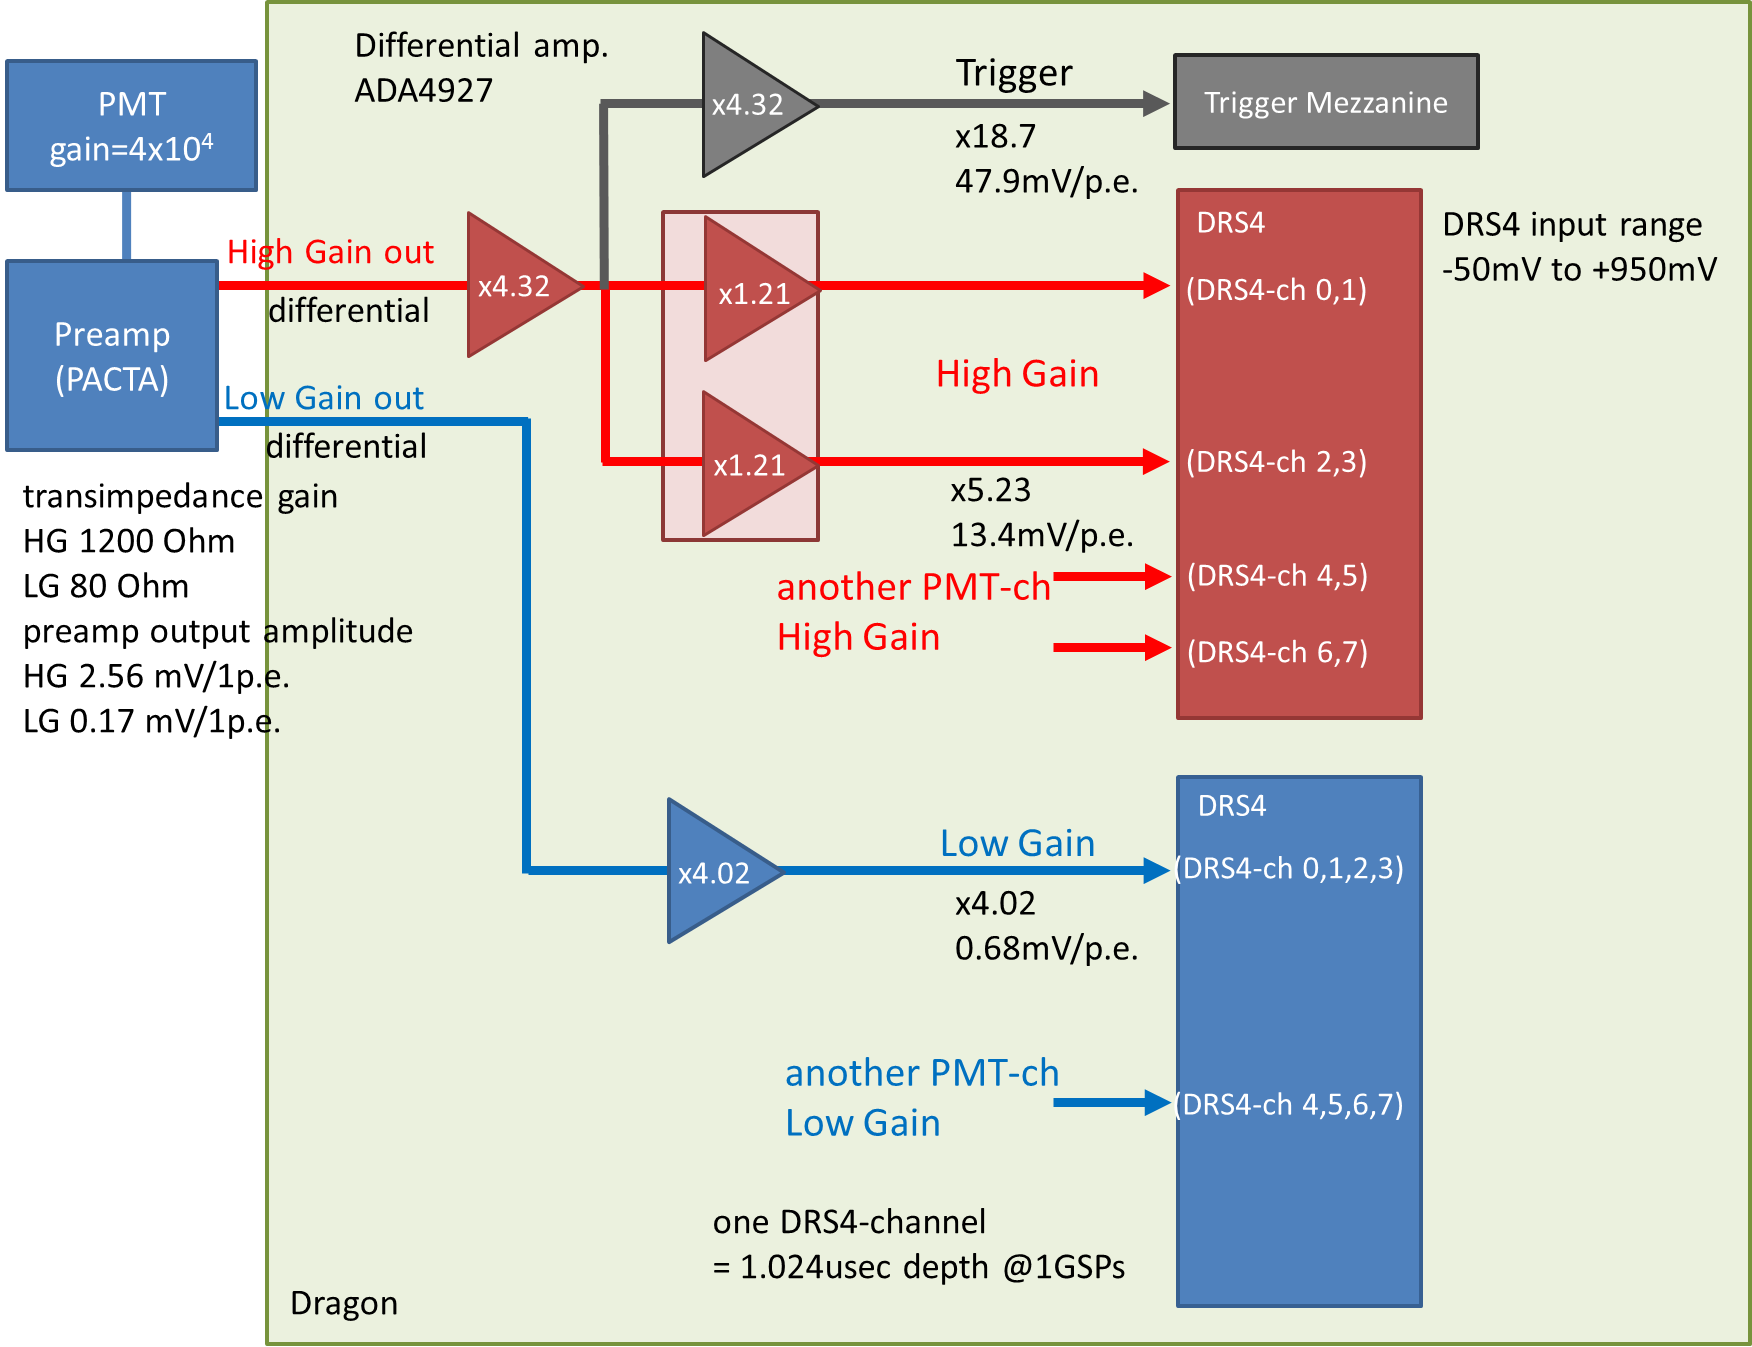 Differential amp.
ADA4927
PMT
gain=4x10⁴
x4.32
Trigger
x18.7
47.9mV/p.e.
Trigger Mezzanine
High Gain out
differential
x4.32
x1.21
x1.21
DRS4
(DRS4-ch 0,1)
DRS4 input range
-50mV to +950mV
Preamp
(PACTA)
Low Gain out
differential
High Gain
(DRS4-ch 2,3)
x5.23
13.4mV/p.e.
another PMT-ch
High Gain
(DRS4-ch 4,5)
(DRS4-ch 6,7)
transimpedance gain
HG 1200 Ohm
LG 80 Ohm
preamp output amplitude
HG 2.56 mV/1p.e.
LG 0.17 mV/1p.e.
x4.02
Low Gain
x4.02
0.68mV/p.e.
DRS4
(DRS4-ch 0,1,2,3)
another PMT-ch
Low Gain
(DRS4-ch 4,5,6,7)
one DRS4-channel
= 1.024usec depth @1GSPs
Dragon